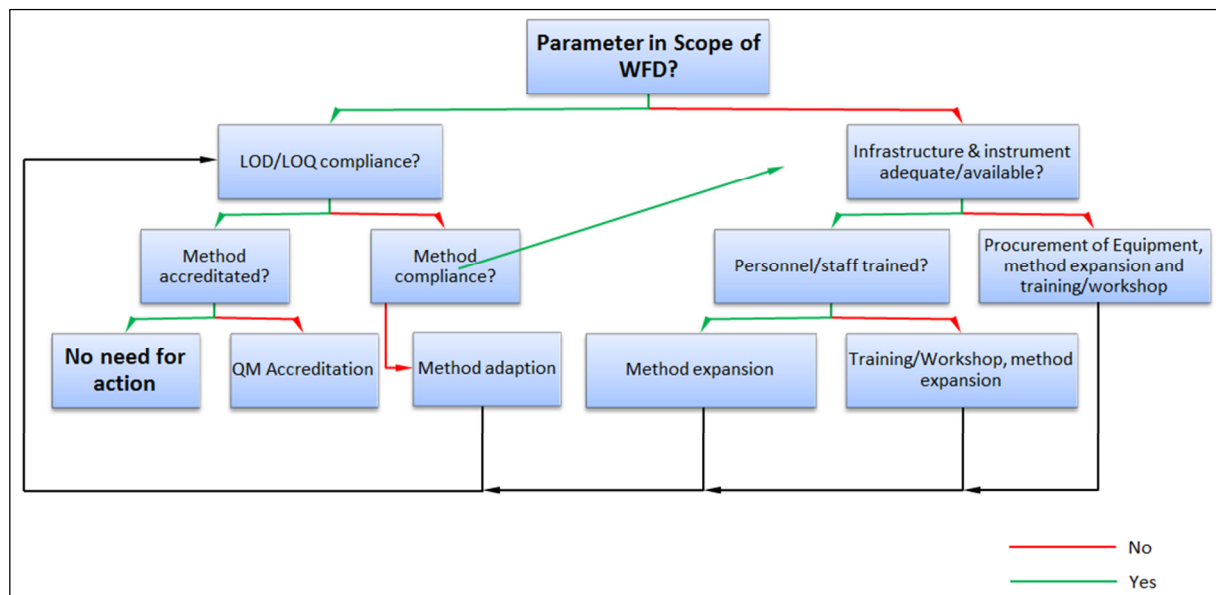 Parameter in Scope of
WFD?
LOD/LOQ compliance?
Infrastructure & instrument
adequate/available?
Method
accreditated?
Method
compliance?
Personnel/staff trained?
Procurement of Equipment,
method expansion and
training/workshop
No need for
action
QM Accreditation
Method adaption
Method expansion
Training/Workshop, method
expansion
No
Yes